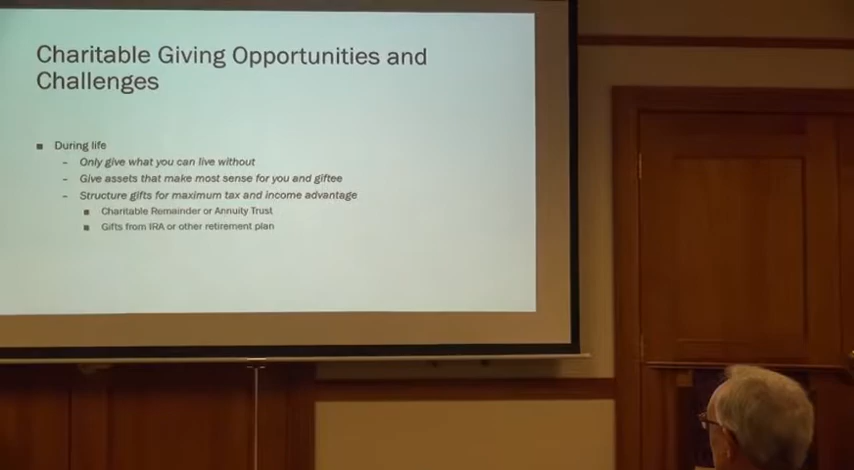 Charitable Giving Opportunities and
Challenges
■ During life
– Only give what you can live without
– Give assets that make most sense for you and giftee
– Structure gifts for maximum tax and income advantage
■ Charitable Remainder or Annuity Trust
■ Gifts from IRA or other retirement plan